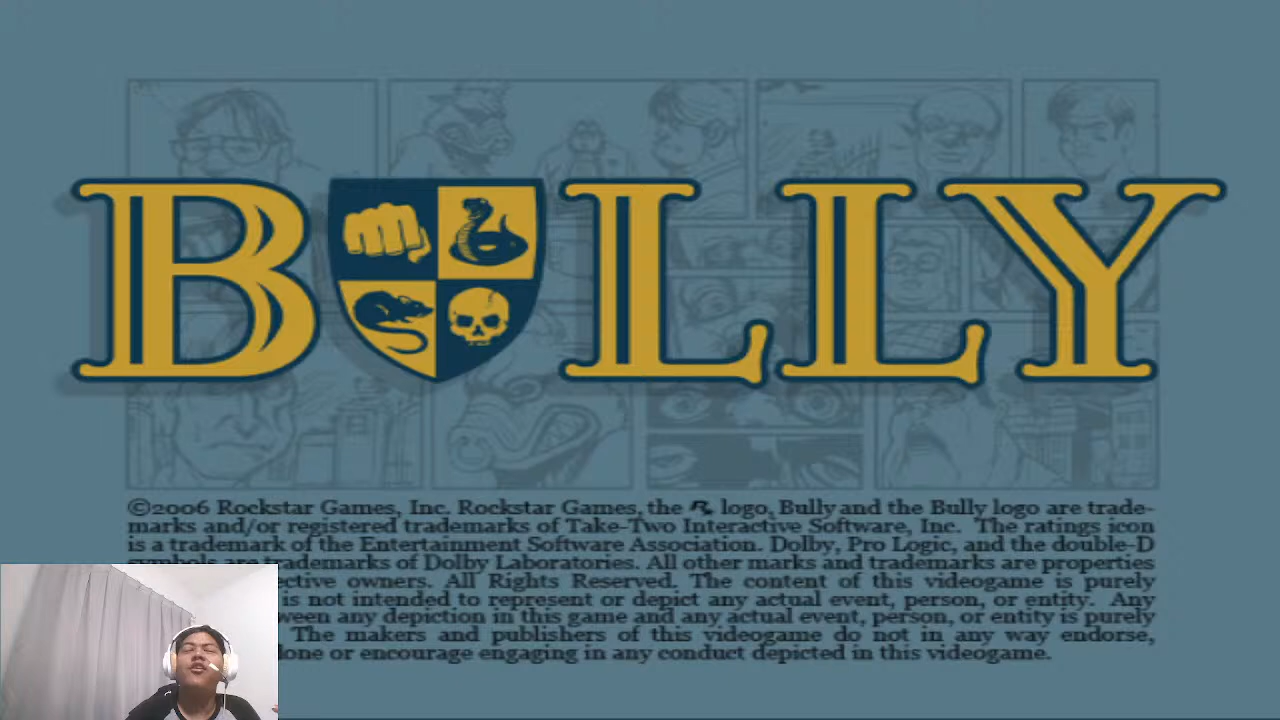 BULLY
©2006 Rockstar Games, Inc. Rockstar Games, the R logo, Bully and the Bully logo are trade-
marks and/or registered trademarks of Take-Two Interactive Software, Inc. The ratings icon
is a trademark of the Entertainment Software Association. Dolby, Pro Logic, and the double-D
symbols are trademarks of Dolby Laboratories. All other marks and trademarks are properties
ective owners. All Rights Reserved. The content of this videogame is purely
is not intended to represent or depict any actual event, person, or entity. Any
ween any depiction in this game and any actual event, person, or entity is purely
The makers and publishers of this videogame do not in any way endorse,
done or encourage engaging in any conduct depicted in this videogame.